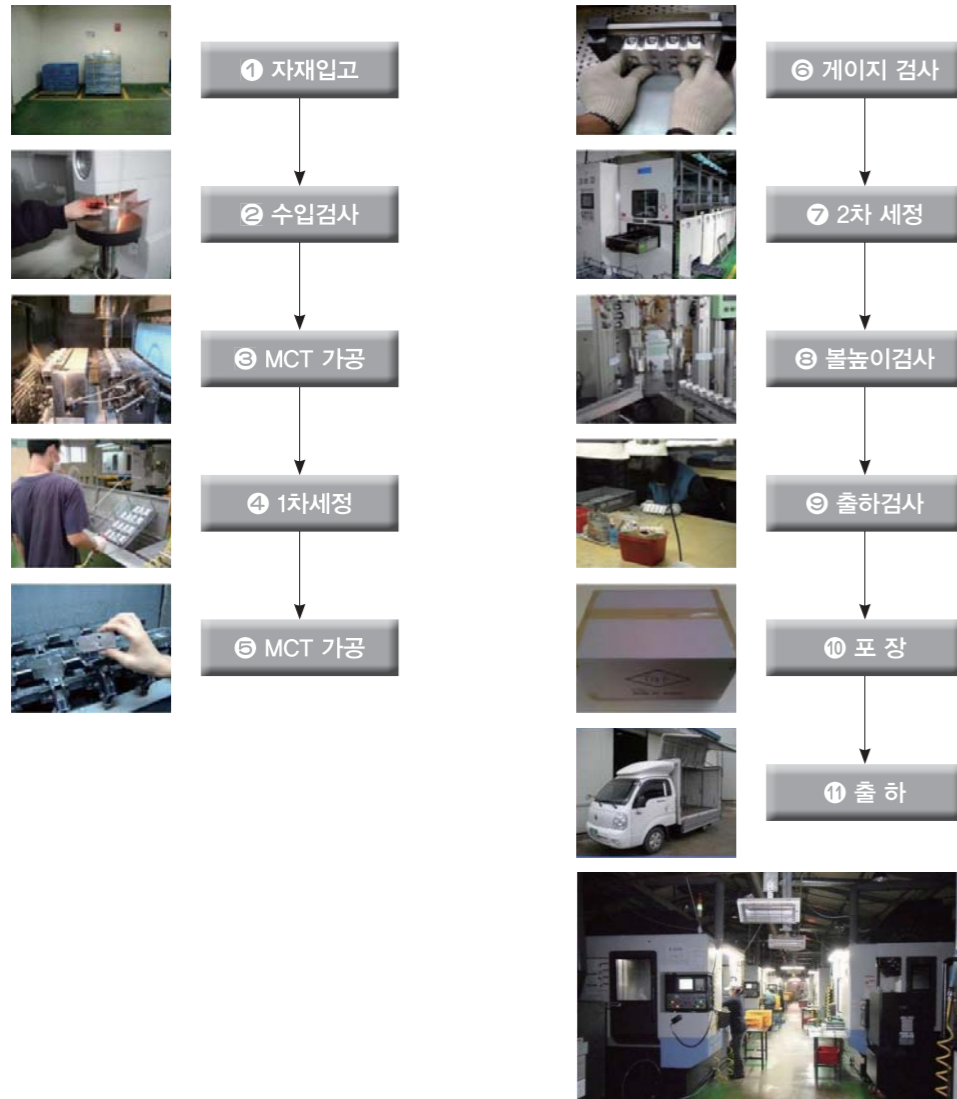 ❶ 자재입고
❷ 수입검사
❸ MCT 가공
❹ 1차세정
❺ MCT 가공
❻ 게이지 검사
❼ 2차 세정
❽ 볼높이검사
❾ 출하검사
❿ 포 장
⓫ 출 하